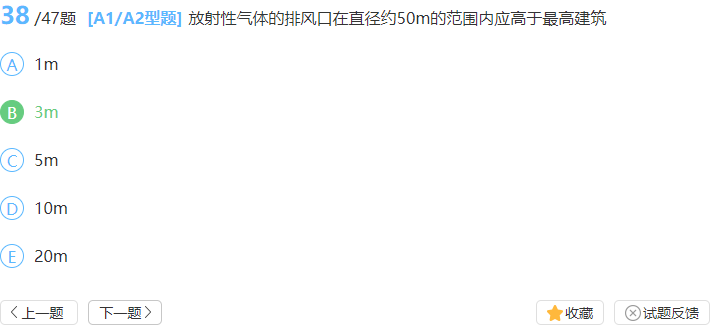 38 /47题 [A1/A2型题] 放射性气体的排风口在直径约50m的范围内应高于最高建筑
A 1m
B 3m
C 5m
D 10m
E 20m
上一题 下一题 收藏 试题反馈